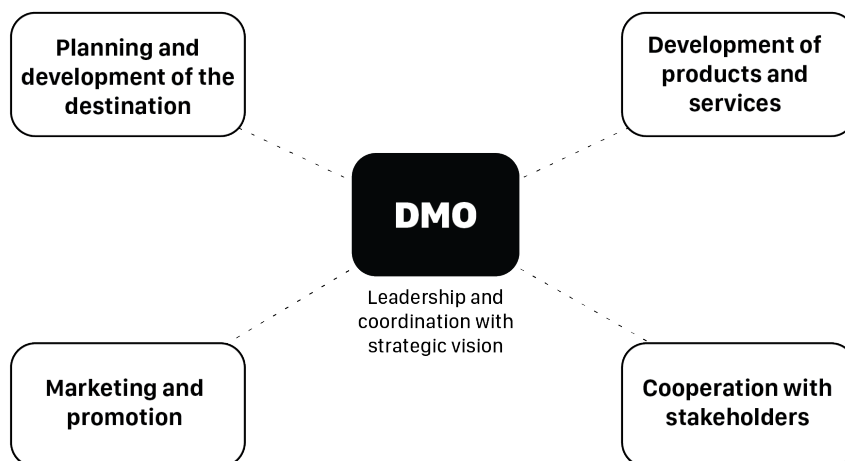 Planning and
development of the
destination
Development of
products and
services
DMO
Leadership and
coordination with
strategic vision
Marketing and
promotion
Cooperation with
stakeholders